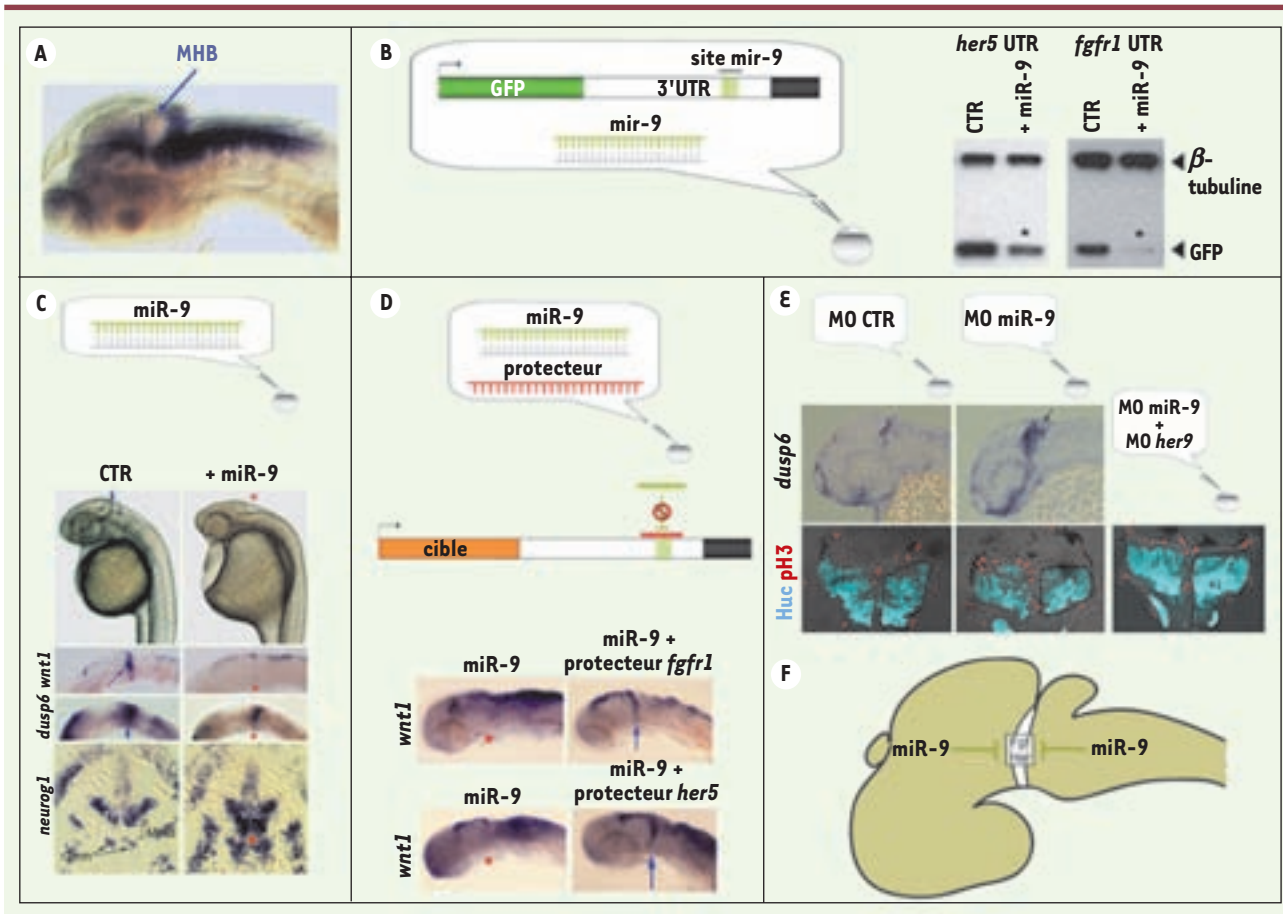 A
MHB
B
site mir-9
GFP
3'UTR
mir-9
her5 UTR
fgfr1 UTR
CTR
+ miR-9
CTR
+ miR-9
β-
tubuline
GFP
C
miR-9
CTR
+ miR-9
wnt1
dusp6
neurog1
D
miR-9
protecteur
cible
miR-9
miR-9 +
protecteur fgfr1
wnt1
miR-9
miR-9 +
protecteur her5
wnt1
E
MO CTR
MO miR-9
MO miR-9
+
MO her9
dusp6
Huc pH3
F
miR-9
miR-9